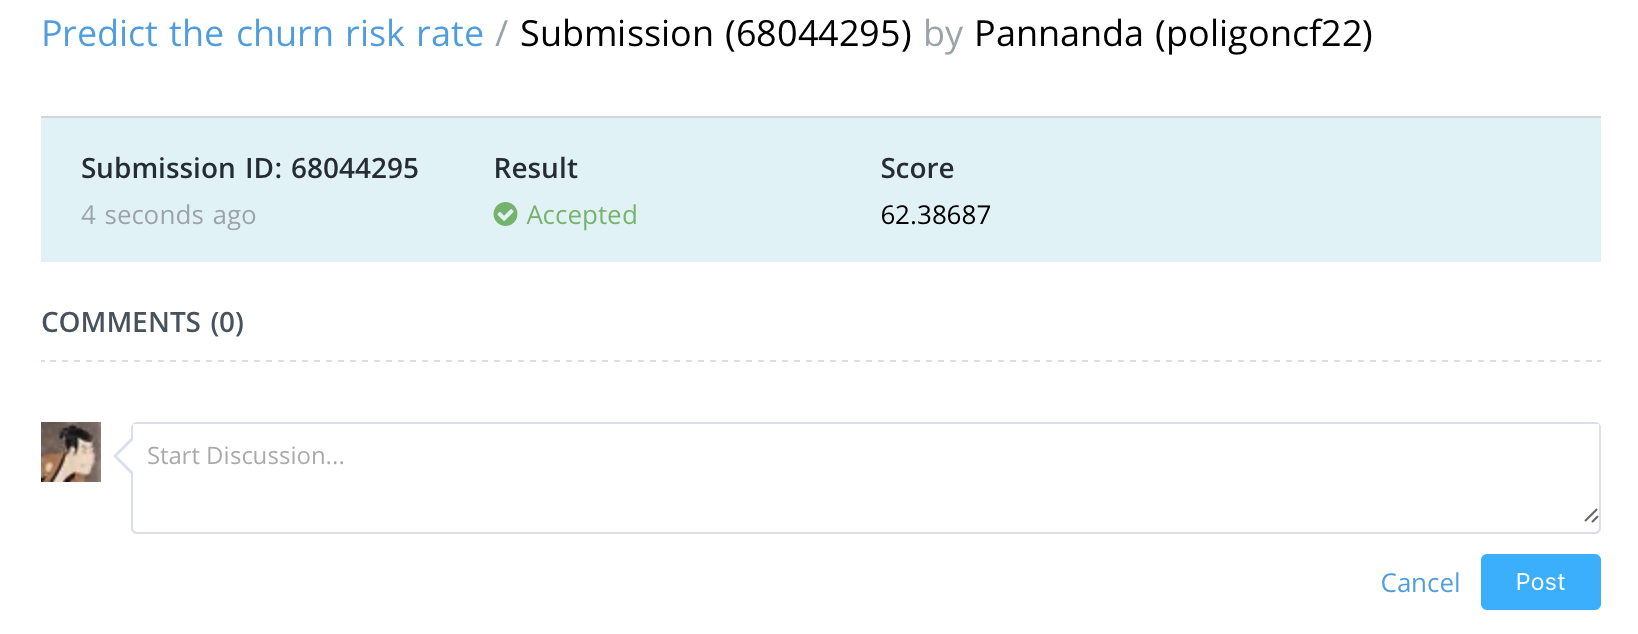 Predict the churn risk rate / Submission (68044295) by Pannanda (poligoncf22)
Submission ID: 68044295 Result Score
4 seconds ago Accepted 62.38687
COMMENTS (0)
Start Discussion...
Cancel Post